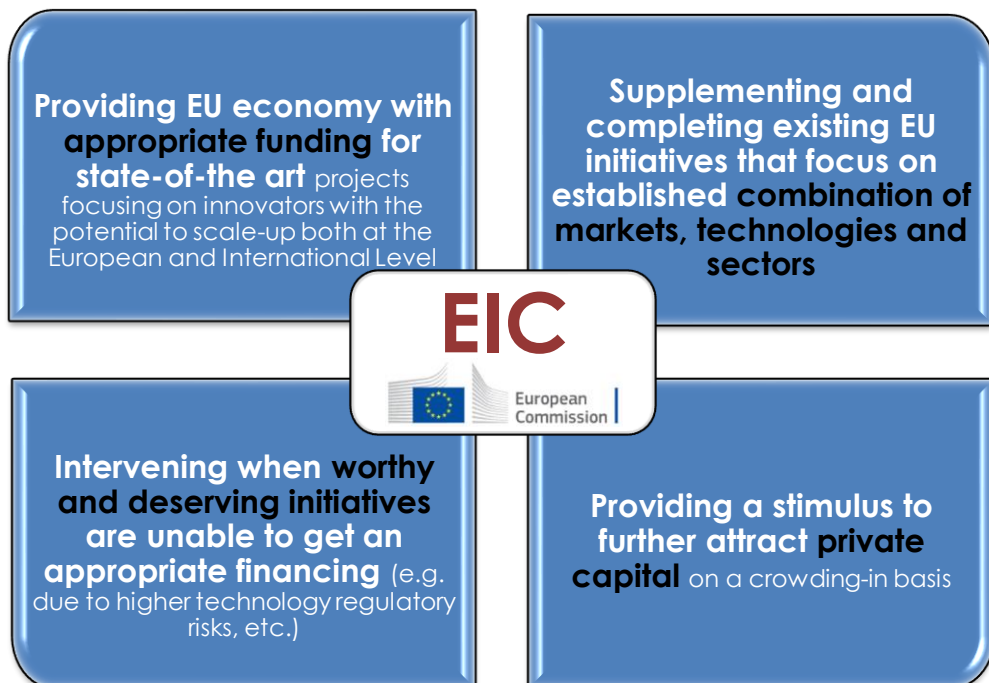 Providing EU economy with
appropriate funding for
state-of-the art projects
focusing on innovators with the
potential to scale-up both at the
European and International Level
Supplementing and
completing existing EU
initiatives that focus on
established combination of
markets, technologies and
sectors
EIC
European
Commission
Intervening when worthy
and deserving initiatives
are unable to get an
appropriate financing (e.g.
due to higher technology regulatory
risks, etc.)
Providing a stimulus to
further attract private
capital on a crowding-in basis